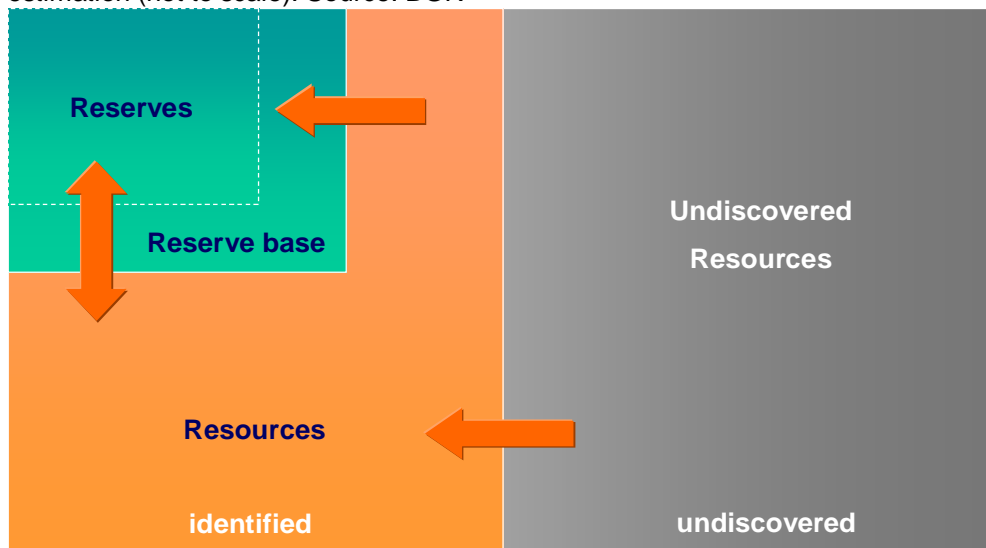 Reserves
Undiscovered
Resources
Reserve base
Resources
identified
undiscovered